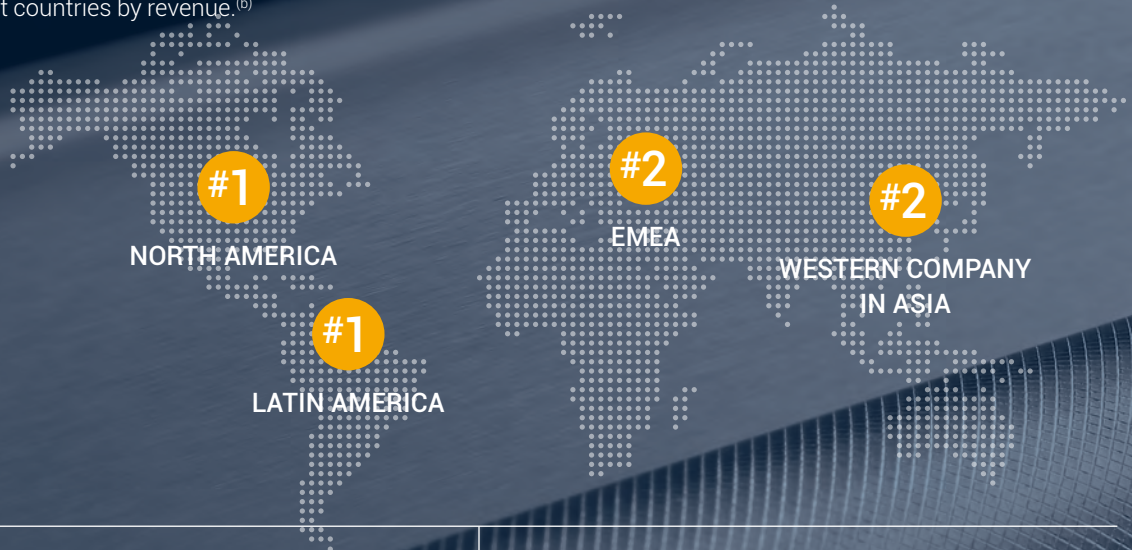 t countries by revenue.(b)
#1
NORTH AMERICA
#2
EMEA
#2
WESTERN COMPANY
IN ASIA
#1
LATIN AMERICA